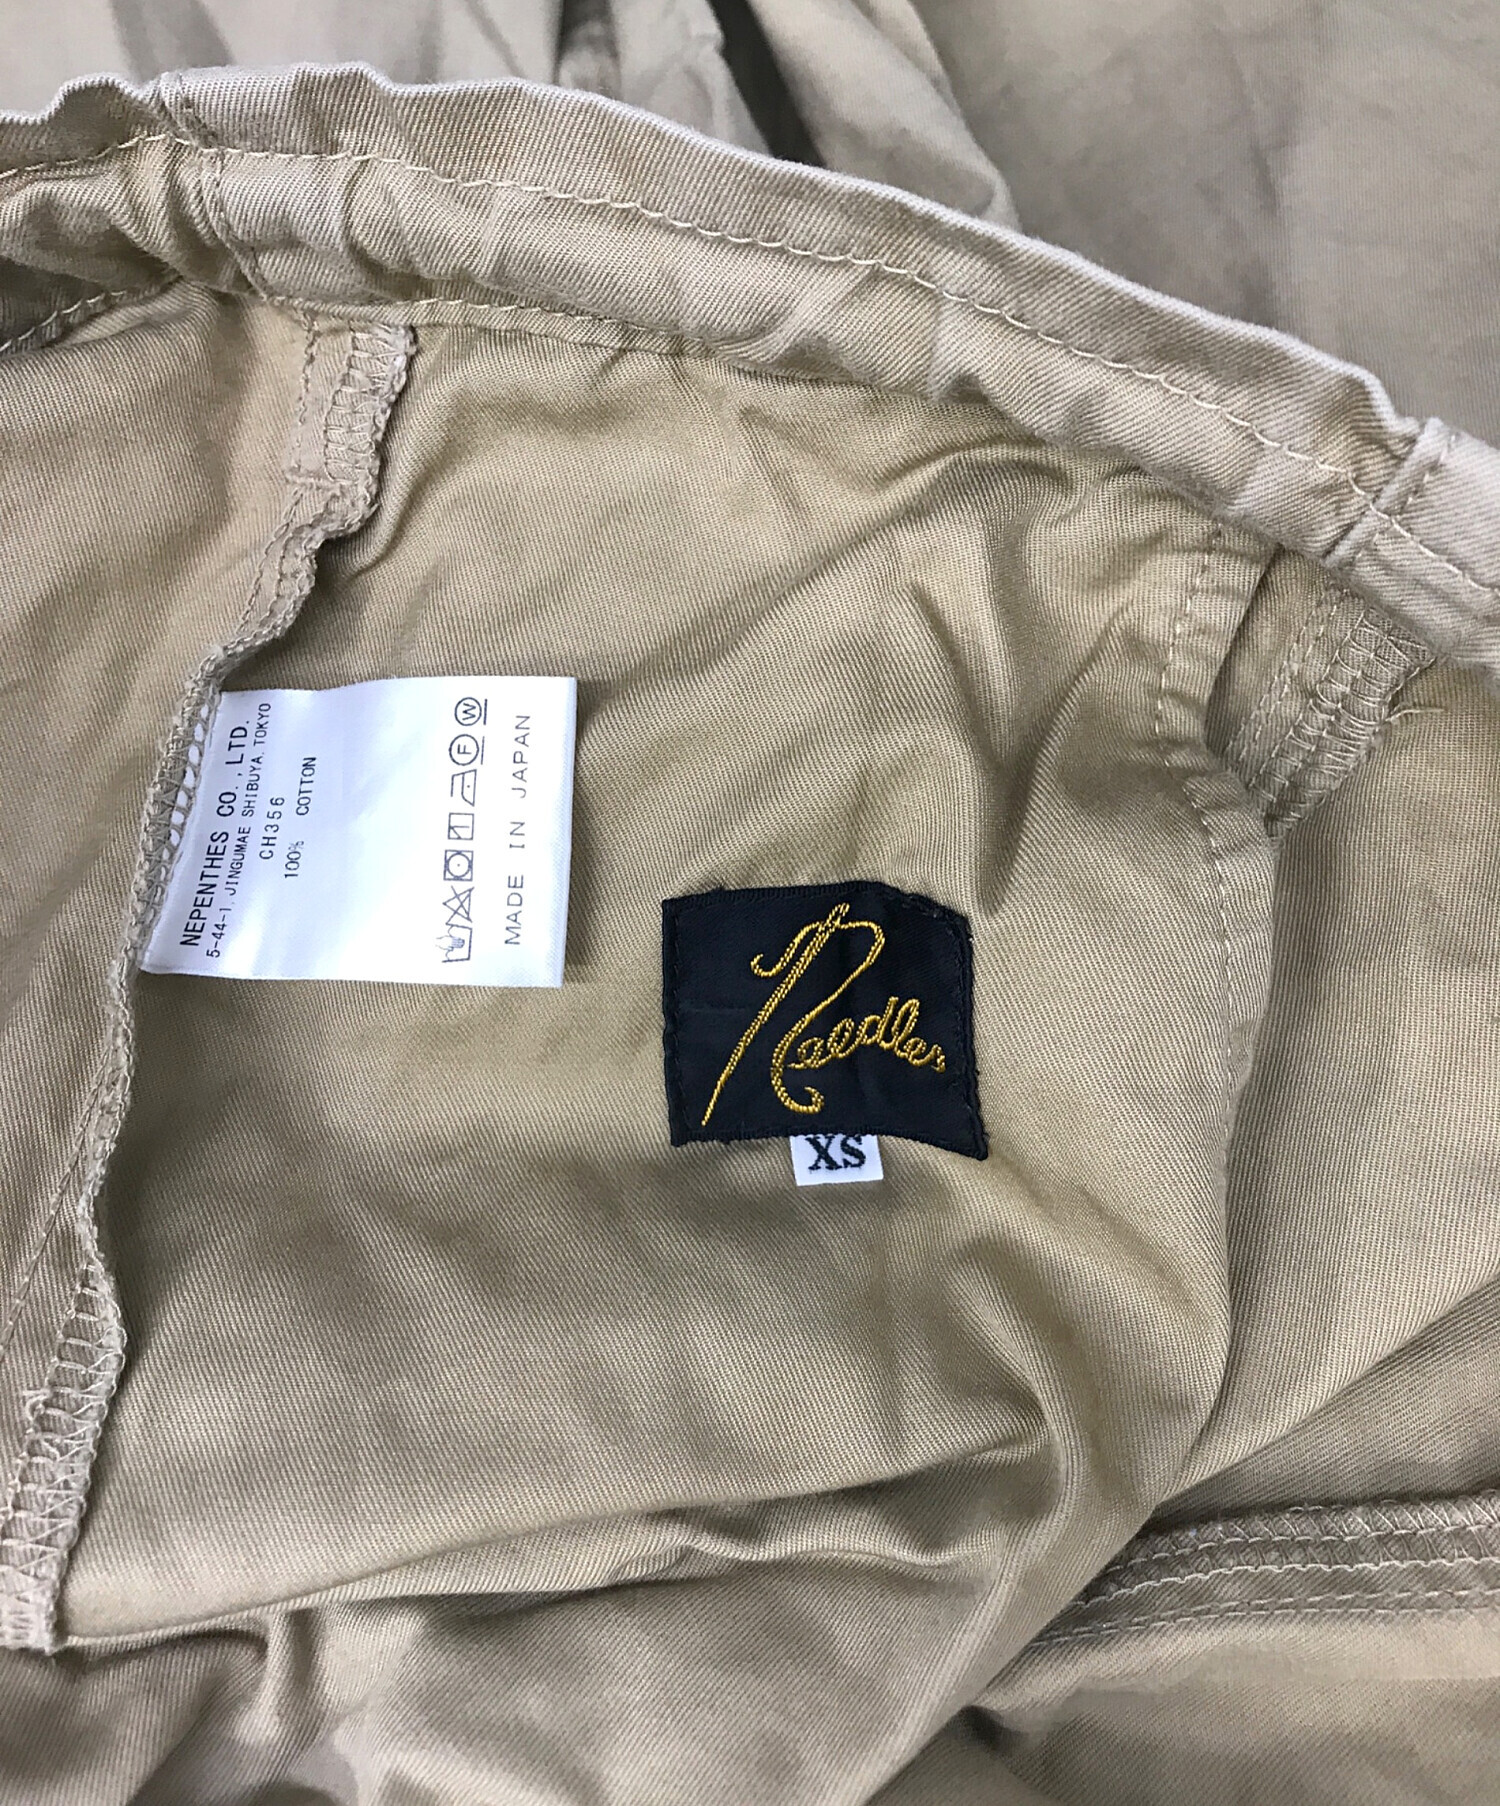 NEPENTHES CO.,LTD.
5-44-1, JINGUMAE SHIBUYA. TOKYO
CH356
100% COTTON
F W
MADE IN JAPAN
Needles
XS